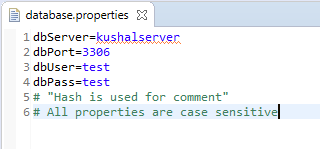 database.properties
1 dbServer=kushalserver
2 dbPort=3306
3 dbUser=test
4 dbPass=test
5 # "Hash is used for comment"
6 # All properties are case sensitive